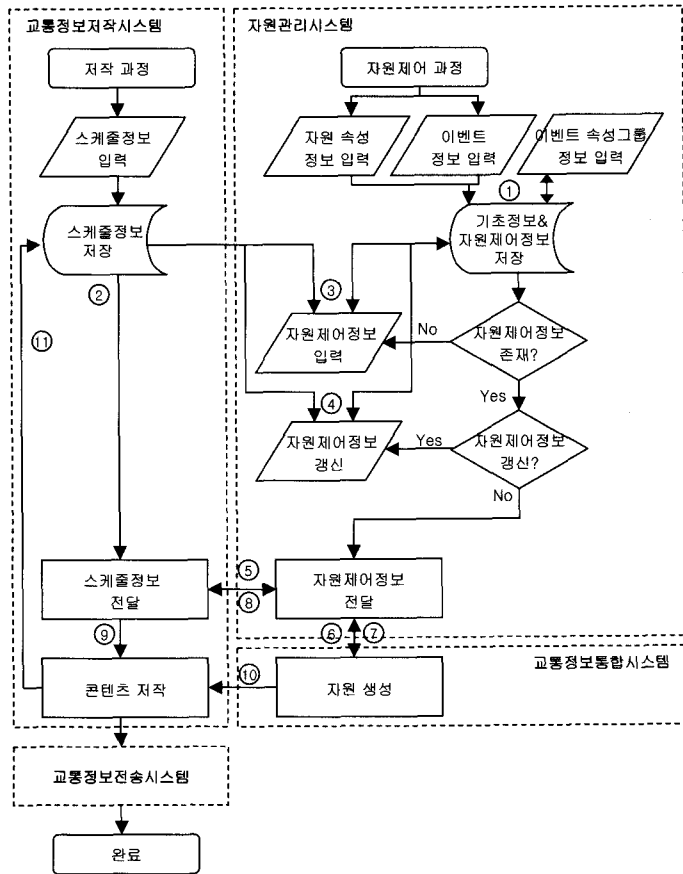 교통정보저작시스템
자원관리시스템
저작 과정
자원제어 과정
스케줄정보
입력
자원 속성
정보 입력
이벤트
정보 입력
이벤트 속성그룹
정보 입력
①
스케줄정보
저장
기초정보&
자원제어정보
저장
②
③
⑪
자원제어정보
입력
No
자원제어정보
존재?
Yes
④
자원제어정보
갱신
Yes
자원제어정보
갱신?
No
스케줄정보
전달
⑤
⑧
자원제어정보
전달
⑨
⑥
⑦
교통정보통합시스템
콘텐츠 저작
⑩
자원 생성
교통정보전송시스템
완료